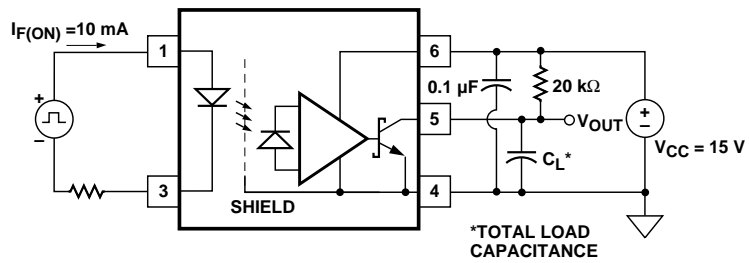 I F(ON) =10 mA
1
6
0.1 µF
20 kΩ
+
−
5
VOUT
+
−
VCC = 15 V
CL*
3
SHIELD
4
*TOTAL LOAD
CAPACITANCE